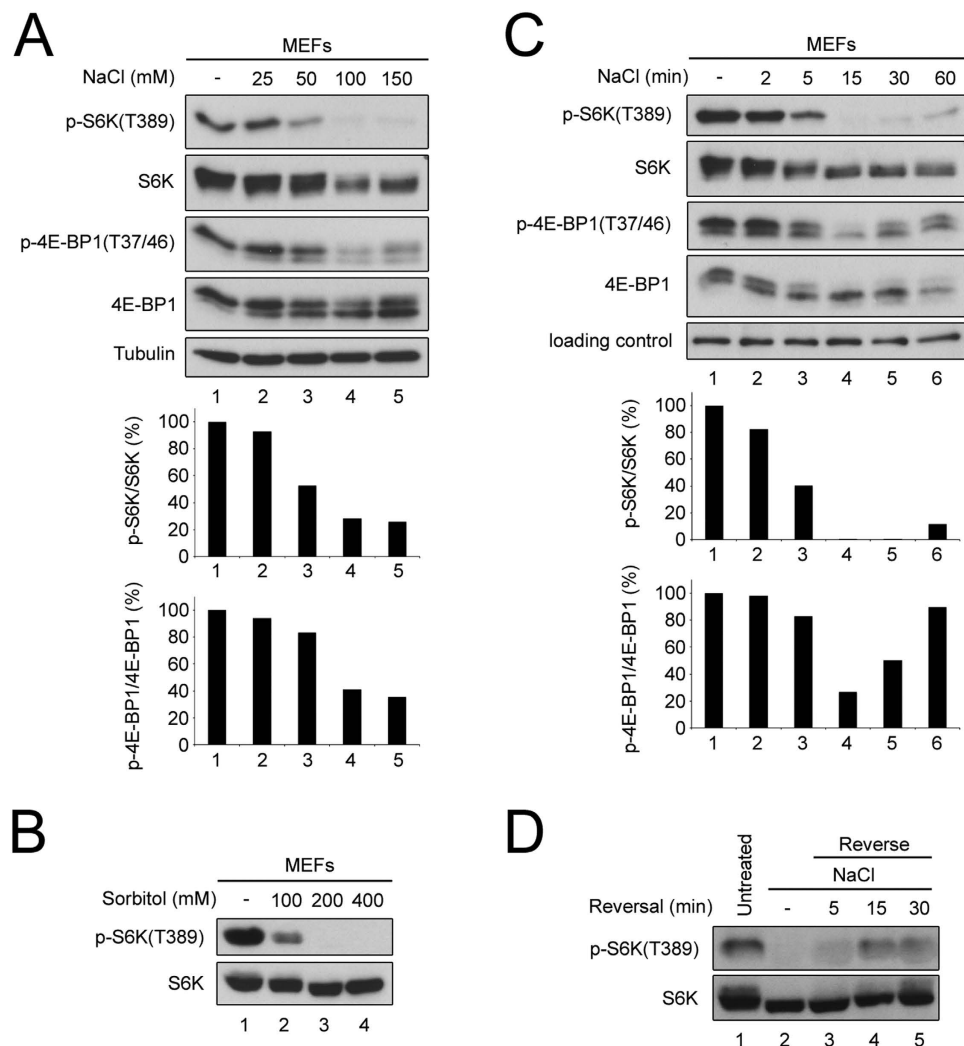 A
MEFs
NaCl (mM) - 25 50 100 150
p-S6K(T389)
S6K
p-4E-BP1(T37/46)
4E-BP1
Tubulin
1 2 3 4 5
p-S6K/S6K (%)
100
80
60
40
20
0
1 2 3 4 5
p-4E-BP1/4E-BP1 (%)
100
80
60
40
20
0
1 2 3 4 5
B
MEFs
Sorbitol (mM) - 100 200 400
p-S6K(T389)
S6K
1 2 3 4
C
MEFs
NaCl (min) - 2 5 15 30 60
p-S6K(T389)
S6K
p-4E-BP1(T37/46)
4E-BP1
loading control
1 2 3 4 5 6
p-S6K/S6K (%)
100
80
60
40
20
0
1 2 3 4 5 6
p-4E-BP1/4E-BP1 (%)
100
80
60
40
20
0
1 2 3 4 5 6
D
Untreated
Reverse
NaCl
Reversal (min) - 5 15 30
p-S6K(T389)
S6K
1 2 3 4 5